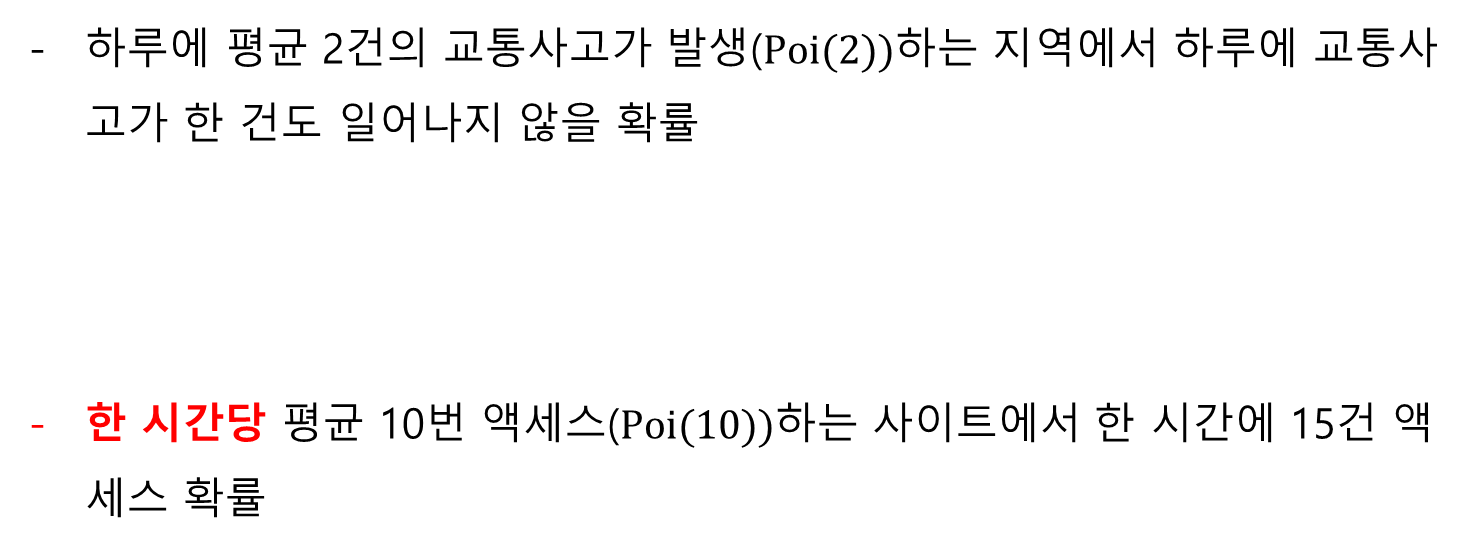 - 하루에 평균 2건의 교통사고가 발생(Poi(2))하는 지역에서 하루에 교통사
고가 한 건도 일어나지 않을 확률
- 한 시간당 평균 10번 액세스(Poi(10))하는 사이트에서 한 시간에 15건 액
세스 확률